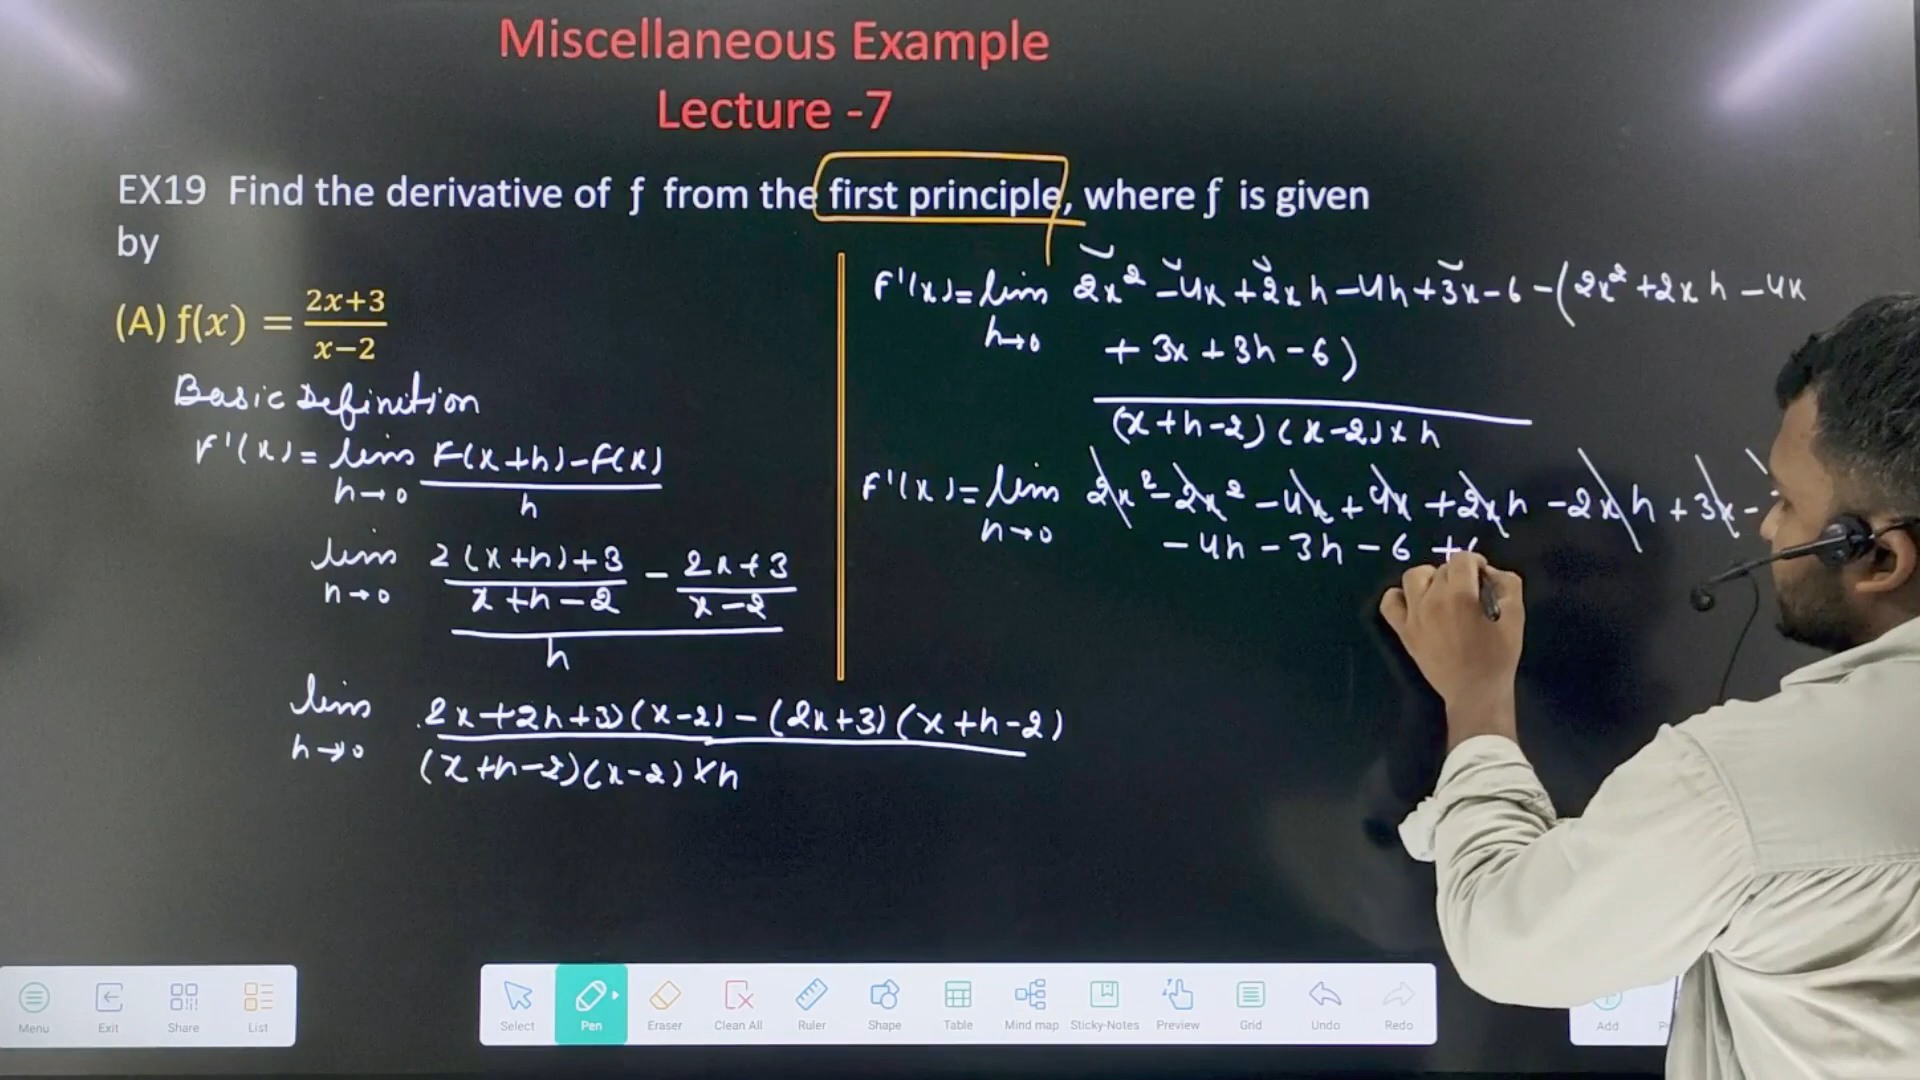 Miscellaneous Example
Lecture -7
EX19 Find the derivative of f from the first principle, where f is given
by
(A) f(x) = 2x+3 / x−2
Basic Definition
F'(x) = lim h→0 F(x+h)-F(x) / h
lim h→0 2(x+h)+3 / x+h-2 - 2x+3 / x-2
h
lim h→0 2x+2h+3)(x-2) - (2x+3)(x+h-2)
(x+h-2)(x-2)×h
F'(x) = lim h→0 2x² -4x +2xh -4h +3x -6 -(2x² +2xh -4x
+ 3x + 3h - 6)
(x+h-2)(x-2)×h
F'(x) = lim h→0 2x² - 2x² - 4x + 4x + 2xh - 2xh + 3x -
- 4h - 3h - 6 +
Menu
Exit
Share
List
Select
Pen
Eraser
Clean All
Ruler
Shape
Table
Mind map
Sticky-Notes
Preview
Grid
Undo
Redo
Add